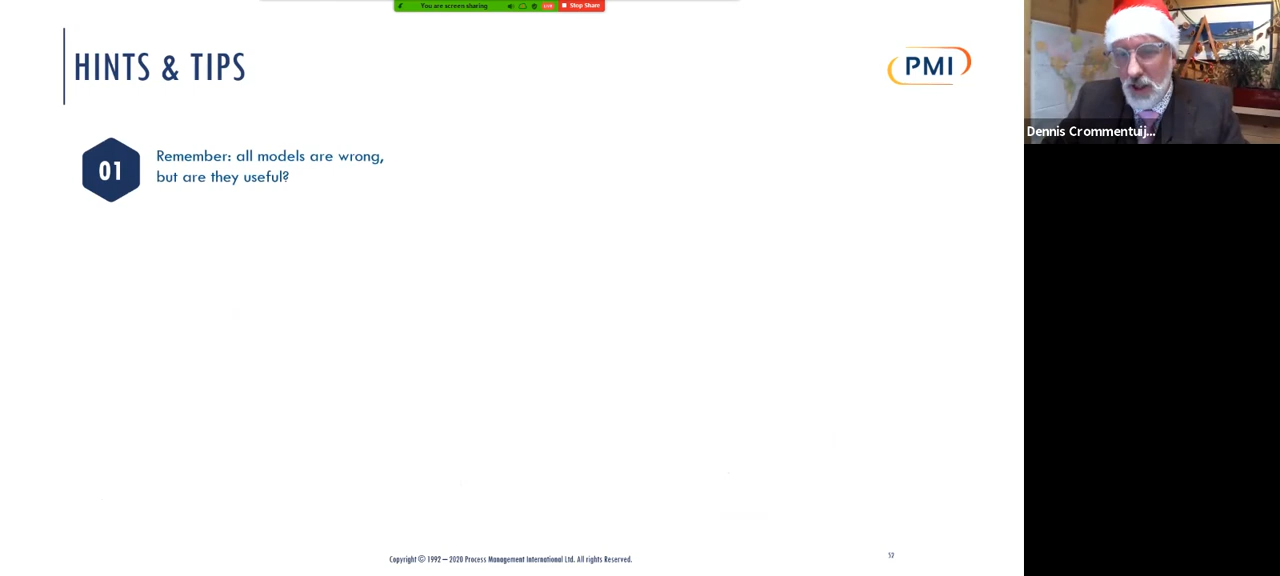 You are screen sharing
Stop Share
HINTS & TIPS
PMI
Dennis Crommentuij...
01
Remember: all models are wrong,
but are they useful?
Copyright © 1992 – 2020 Process Management International Ltd. All rights Reserved.